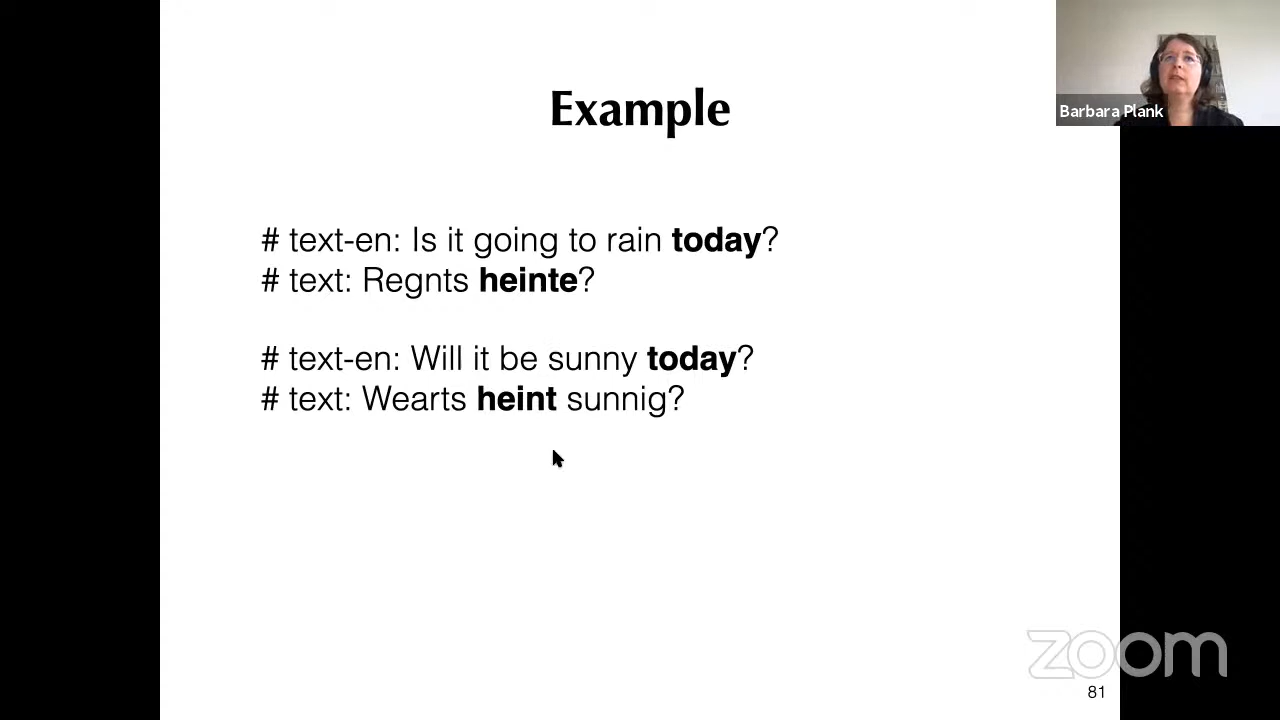 Example
Barbara Plank
# text-en: Is it going to rain today?
# text: Regnts heinte?
# text-en: Will it be sunny today?
# text: Wearts heint sunnig?
zoom
81